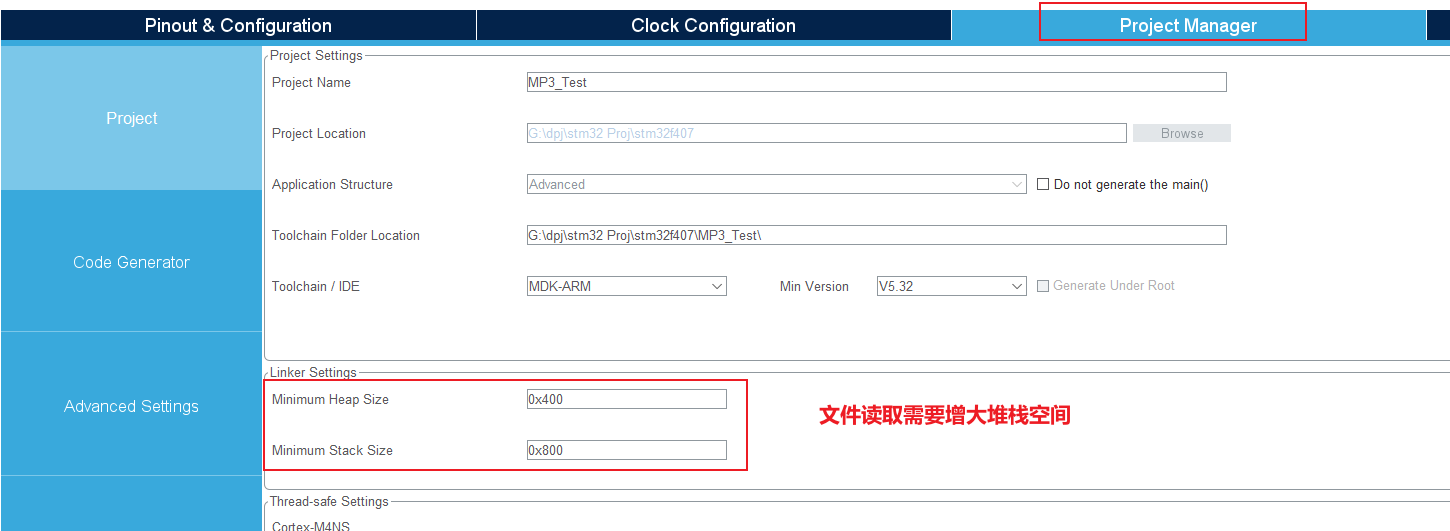 Pinout & Configuration
Clock Configuration
Project Manager
Project
Code Generator
Advanced Settings
Project Settings
Project Name
MP3_Test
Project Location
G:\dpj\stm32 Proj\stm32f407
Browse
Application Structure
Advanced
Do not generate the main()
Toolchain Folder Location
G:\dpj\stm32 Proj\stm32f407\MP3_Test\
Toolchain / IDE
MDK-ARM
Min Version
V5.32
Generate Under Root
Linker Settings
Minimum Heap Size
0x400
Minimum Stack Size
0x800
文件读取需要增大堆栈空间
Thread-safe Settings
Cortex-M4NS